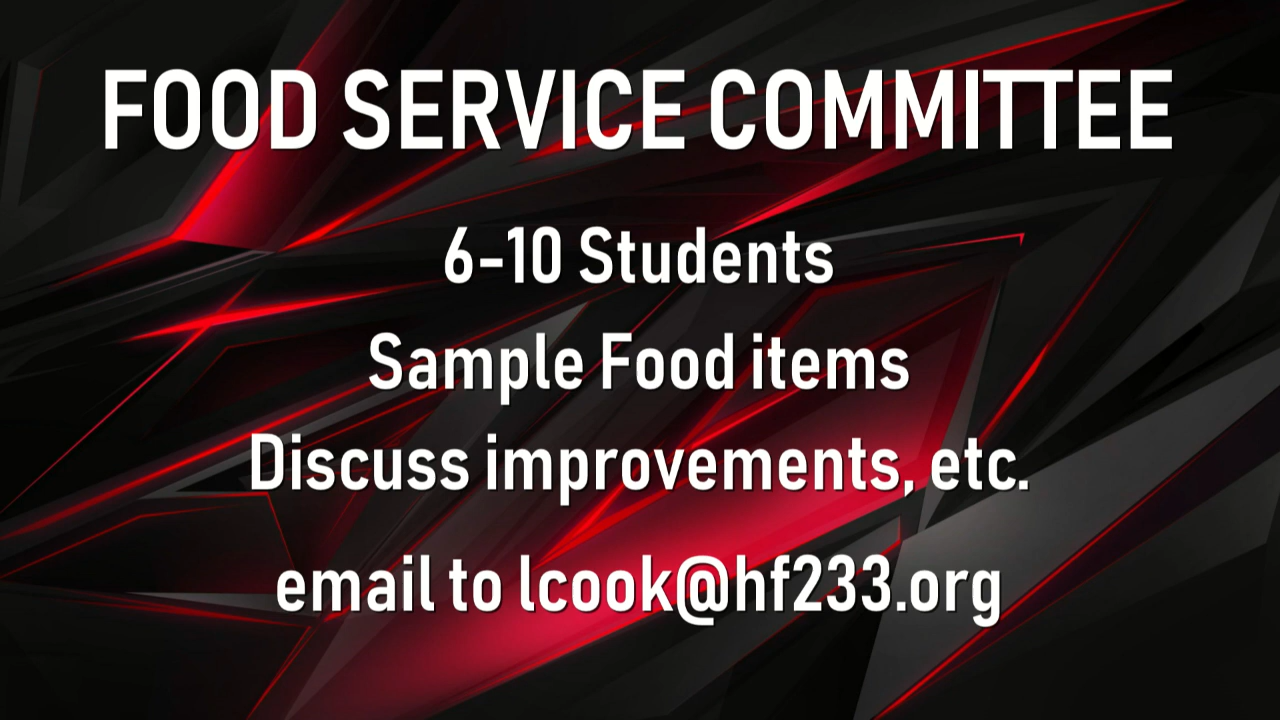 FOOD SERVICE COMMITTEE
6-10 Students
Sample Food items
Discuss improvements, etc.
email to lcook@hf233.org